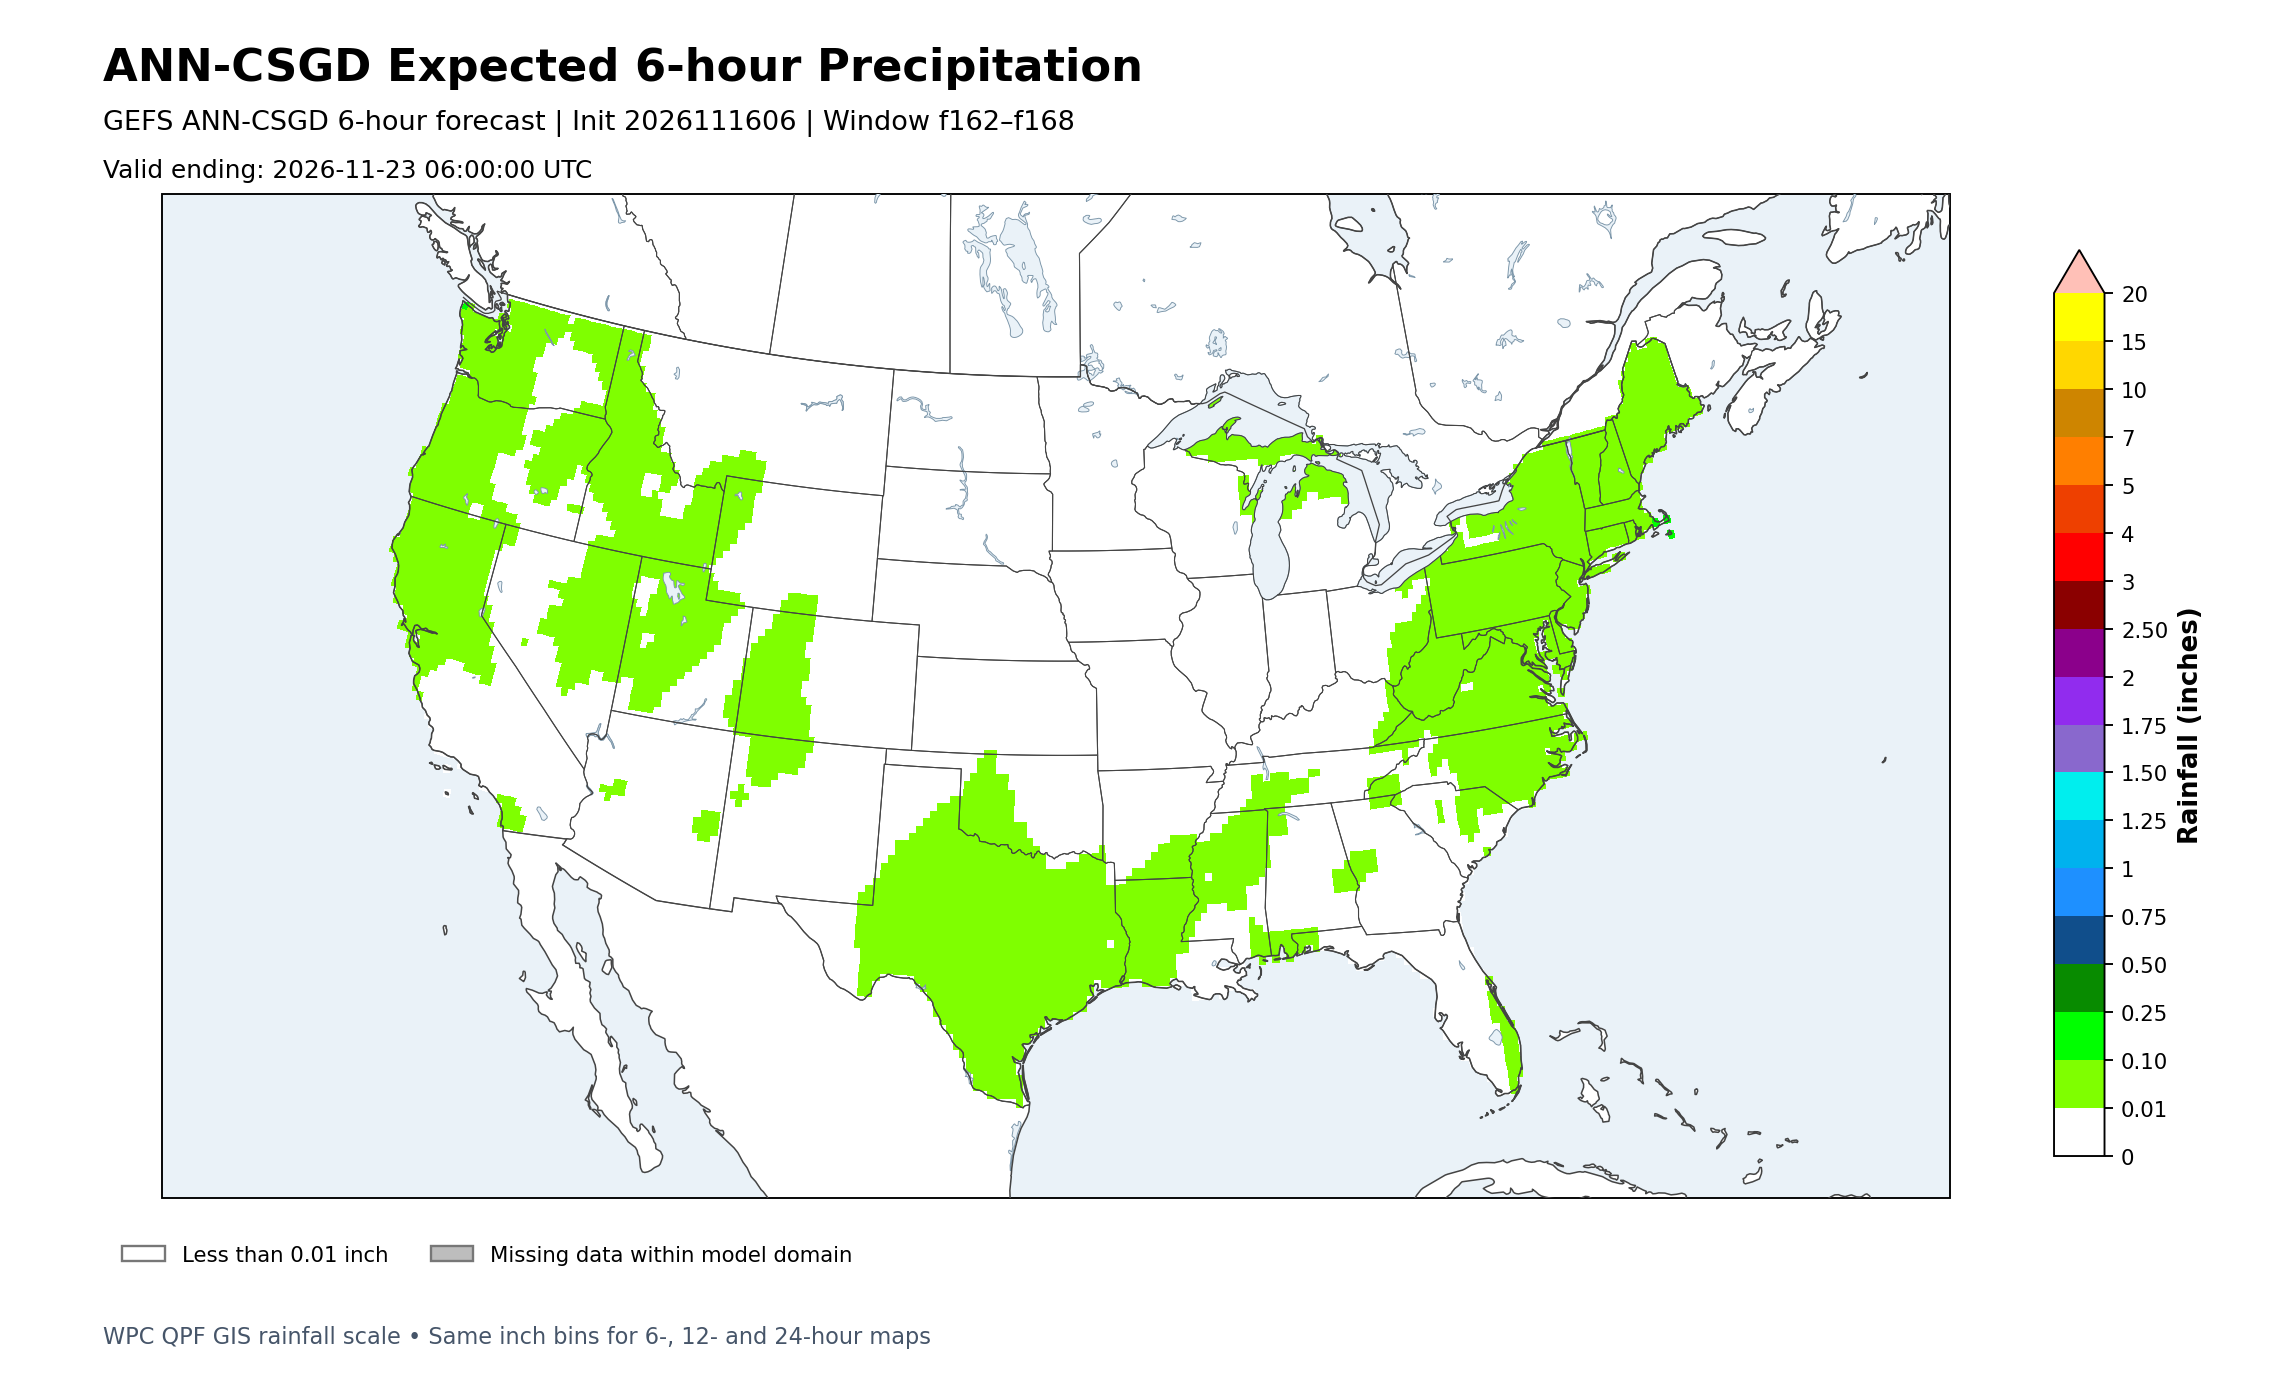 ANN-CSGD Expected 6-hour Precipitation
GEFS ANN-CSGD 6-hour forecast | Init 2026111606 | Window f162–f168
Valid ending: 2026-11-23 06:00:00 UTC
20
15
10
7
5
4
3
2.50
2
1.75
1.50
1.25
1
0.75
0.50
0.25
0.10
0.01
0
Rainfall (inches)
Less than 0.01 inch
Missing data within model domain
WPC QPF GIS rainfall scale • Same inch bins for 6-, 12- and 24-hour maps